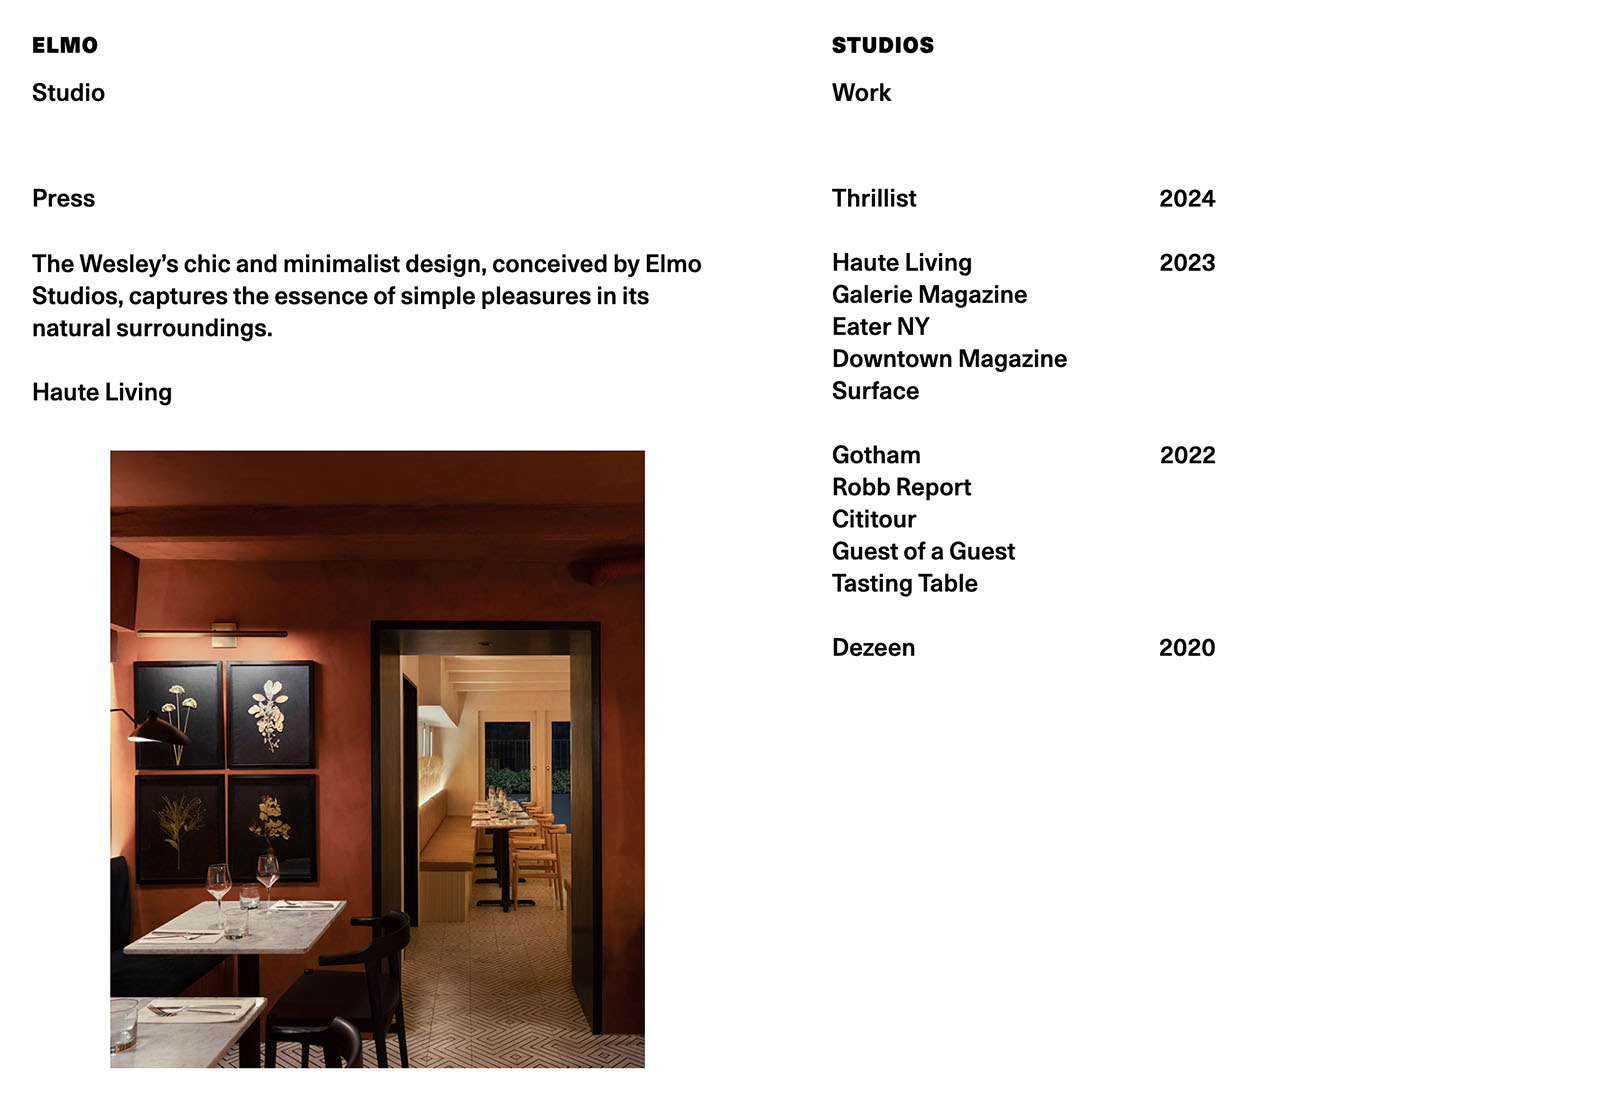 ELMO
STUDIOS
Studio
Work
Press
The Wesley’s chic and minimalist design, conceived by Elmo
Studios, captures the essence of simple pleasures in its
natural surroundings.
Haute Living
Thrillist 2024
Haute Living 2023
Galerie Magazine
Eater NY
Downtown Magazine
Surface
Gotham 2022
Robb Report
Cititour
Guest of a Guest
Tasting Table
Dezeen 2020